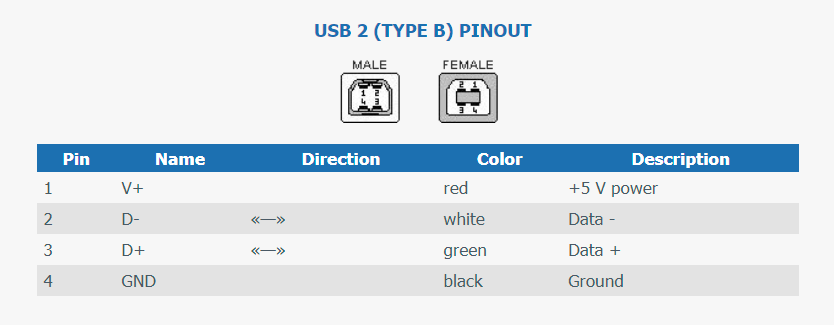 USB 2 (TYPE B) PINOUT
MALE FEMALE
1 2 2 1
4 3 3 4
Pin Name Direction Color Description
1 V+ red +5 V power
2 D- «—» white Data -
3 D+ «—» green Data +
4 GND black Ground